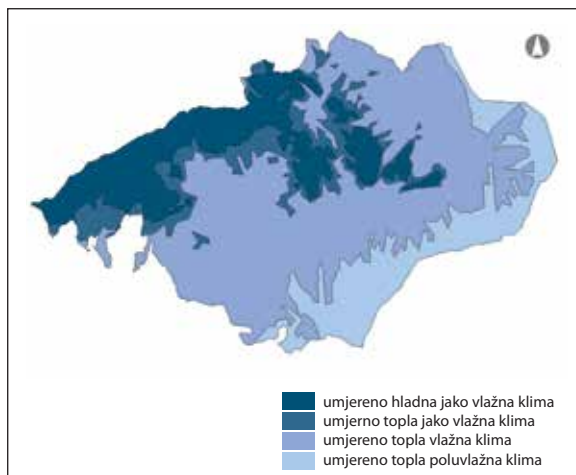 umjereno hladna jako vlažna klima
umjerno topla jako vlažna klima
umjereno topla vlažna klima
umjereno topla poluvlažna klima